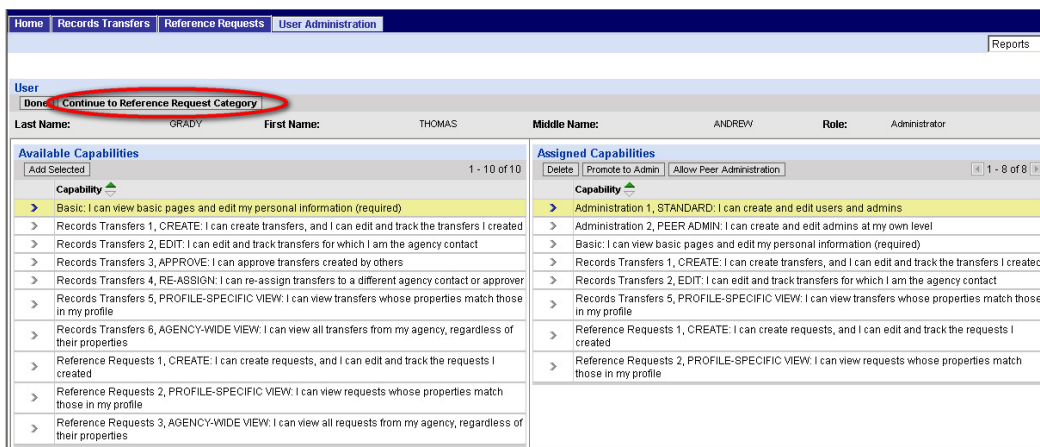 Home Records Transfers Reference Requests User Administration
Reports
User
Done Continue to Reference Request Category
Last Name: GRADY First Name: THOMAS Middle Name: ANDREW Role: Administrator
Available Capabilities
Add Selected 1 - 10 of 10
Capability
Basic: I can view basic pages and edit my personal information (required)
Records Transfers 1, CREATE: I can create transfers, and I can edit and track the transfers I created
Records Transfers 2, EDIT: I can edit and track transfers for which I am the agency contact
Records Transfers 3, APPROVE: I can approve transfers created by others
Records Transfers 4, RE-ASSIGN: I can re-assign transfers to a different agency contact or approver
Records Transfers 5, PROFILE-SPECIFIC VIEW: I can view transfers whose properties match those
in my profile
Records Transfers 6, AGENCY-WIDE VIEW: I can view all transfers from my agency, regardless of
their properties
Reference Requests 1, CREATE: I can create requests, and I can edit and track the requests I
created
Reference Requests 2, PROFILE-SPECIFIC VIEW: I can view requests whose properties match
those in my profile
Reference Requests 3, AGENCY-WIDE VIEW: I can view all requests from my agency, regardless of
their properties
Assigned Capabilities
Delete Promote to Admin Allow Peer Administration 1 - 8 of 8
Capability
Administration 1, STANDARD: I can create and edit users and admins
Administration 2, PEER ADMIN: I can create and edit admins at my own level
Basic: I can view basic pages and edit my personal information (required)
Records Transfers 1, CREATE: I can create transfers, and I can edit and track the transfers I created
Records Transfers 2, EDIT: I can edit and track transfers for which I am the agency contact
Records Transfers 5, PROFILE-SPECIFIC VIEW: I can view transfers whose properties match those
in my profile
Reference Requests 1, CREATE: I can create requests, and I can edit and track the requests I
created
Reference Requests 2, PROFILE-SPECIFIC VIEW: I can view requests whose properties match
those in my profile